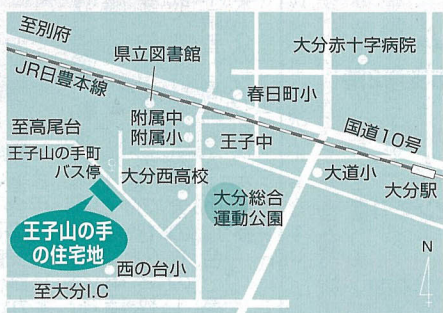 至別府
県立図書館
大分赤十字病院
JR日豊本線
春日町小
国道10号
附属中
附属小
至高尾台
王子中
王子山の手町
バス停
大分西高校
大道小
大分駅
大分総合
運動公園
王子山の手
の住宅地
西の台小
至大分I.C
N